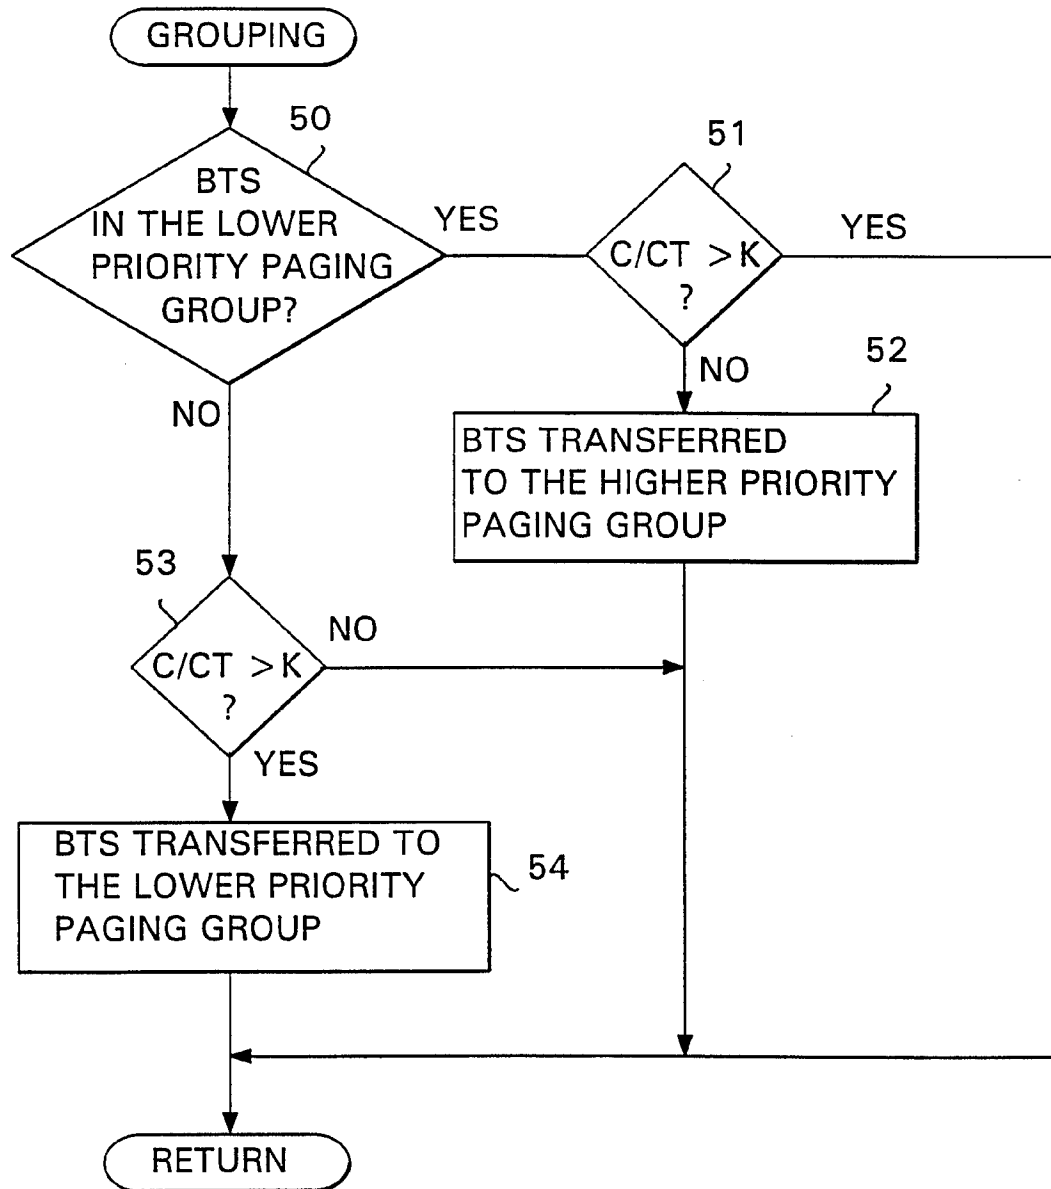 GROUPING
50
BTS
IN THE LOWER
PRIORITY PAGING
GROUP?
YES
51
C/CT > K
?
YES
NO
52
BTS TRANSFERRED
TO THE HIGHER PRIORITY
PAGING GROUP
NO
53
C/CT > K
?
NO
YES
BTS TRANSFERRED TO
THE LOWER PRIORITY
PAGING GROUP
54
RETURN